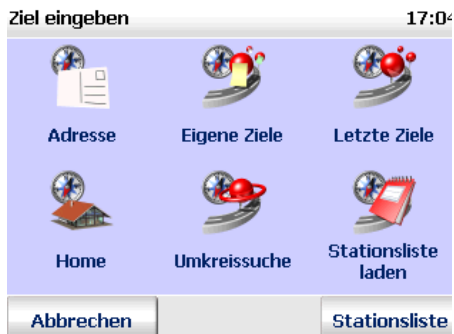 Ziel eingeben 17:04
Adresse Eigene Ziele Letzte Ziele
Home Umkreissuche Stationsliste
laden
Abbrechen Stationsliste